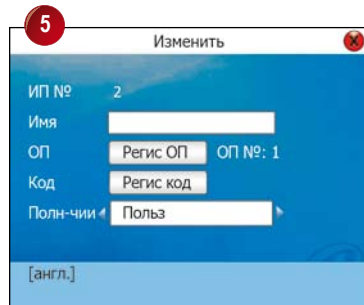 5
Изменить
ИП № 2
Имя
ОП Регис ОП ОП №: 1
Код Регис код
Полн-чии Польз
[англ.]